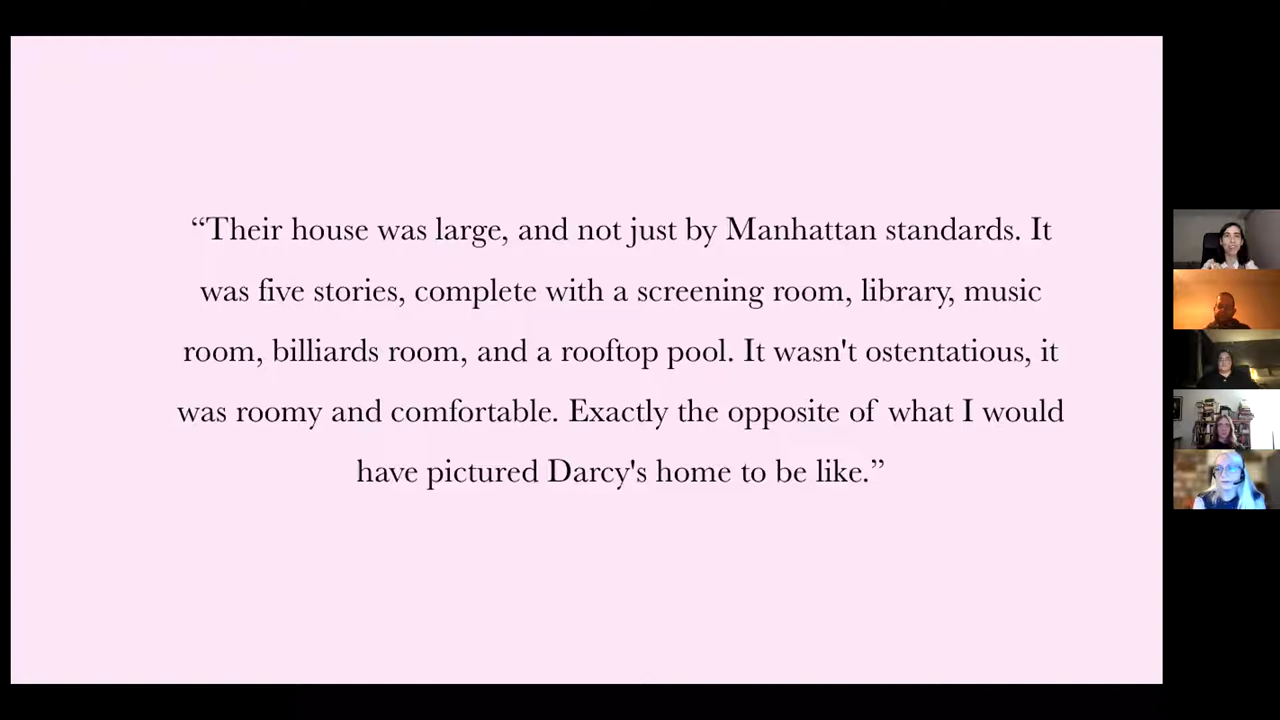 “Their house was large, and not just by Manhattan standards. It
was five stories, complete with a screening room, library, music
room, billiards room, and a rooftop pool. It wasn't ostentatious, it
was roomy and comfortable. Exactly the opposite of what I would
have pictured Darcy's home to be like.”